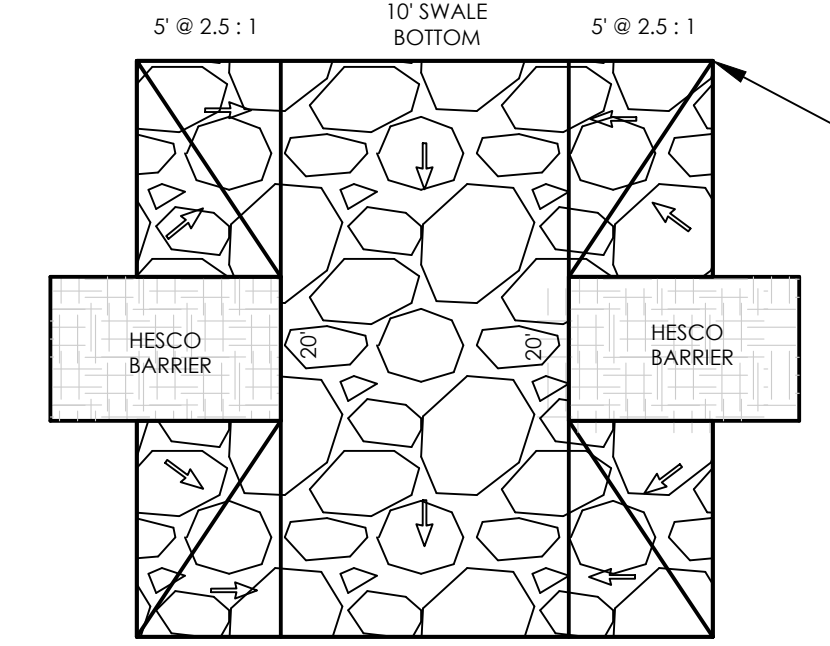 5' @ 2.5 : 1
10' SWALE
BOTTOM
5' @ 2.5 : 1
HESCO
BARRIER
20'
20'
HESCO
BARRIER